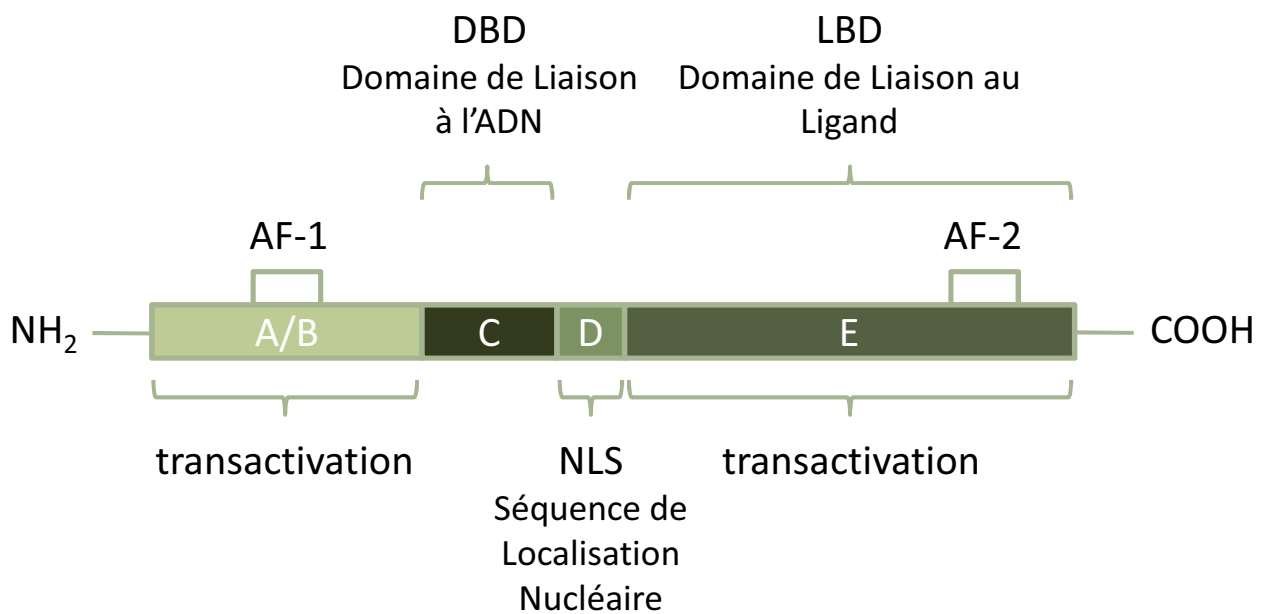 DBD
Domaine de Liaison
à l'ADN
LBD
Domaine de Liaison au
Ligand
AF-1
AF-2
NH₂
A/B
C
D
E
COOH
transactivation
NLS
Séquence de
Localisation
Nucléaire
transactivation